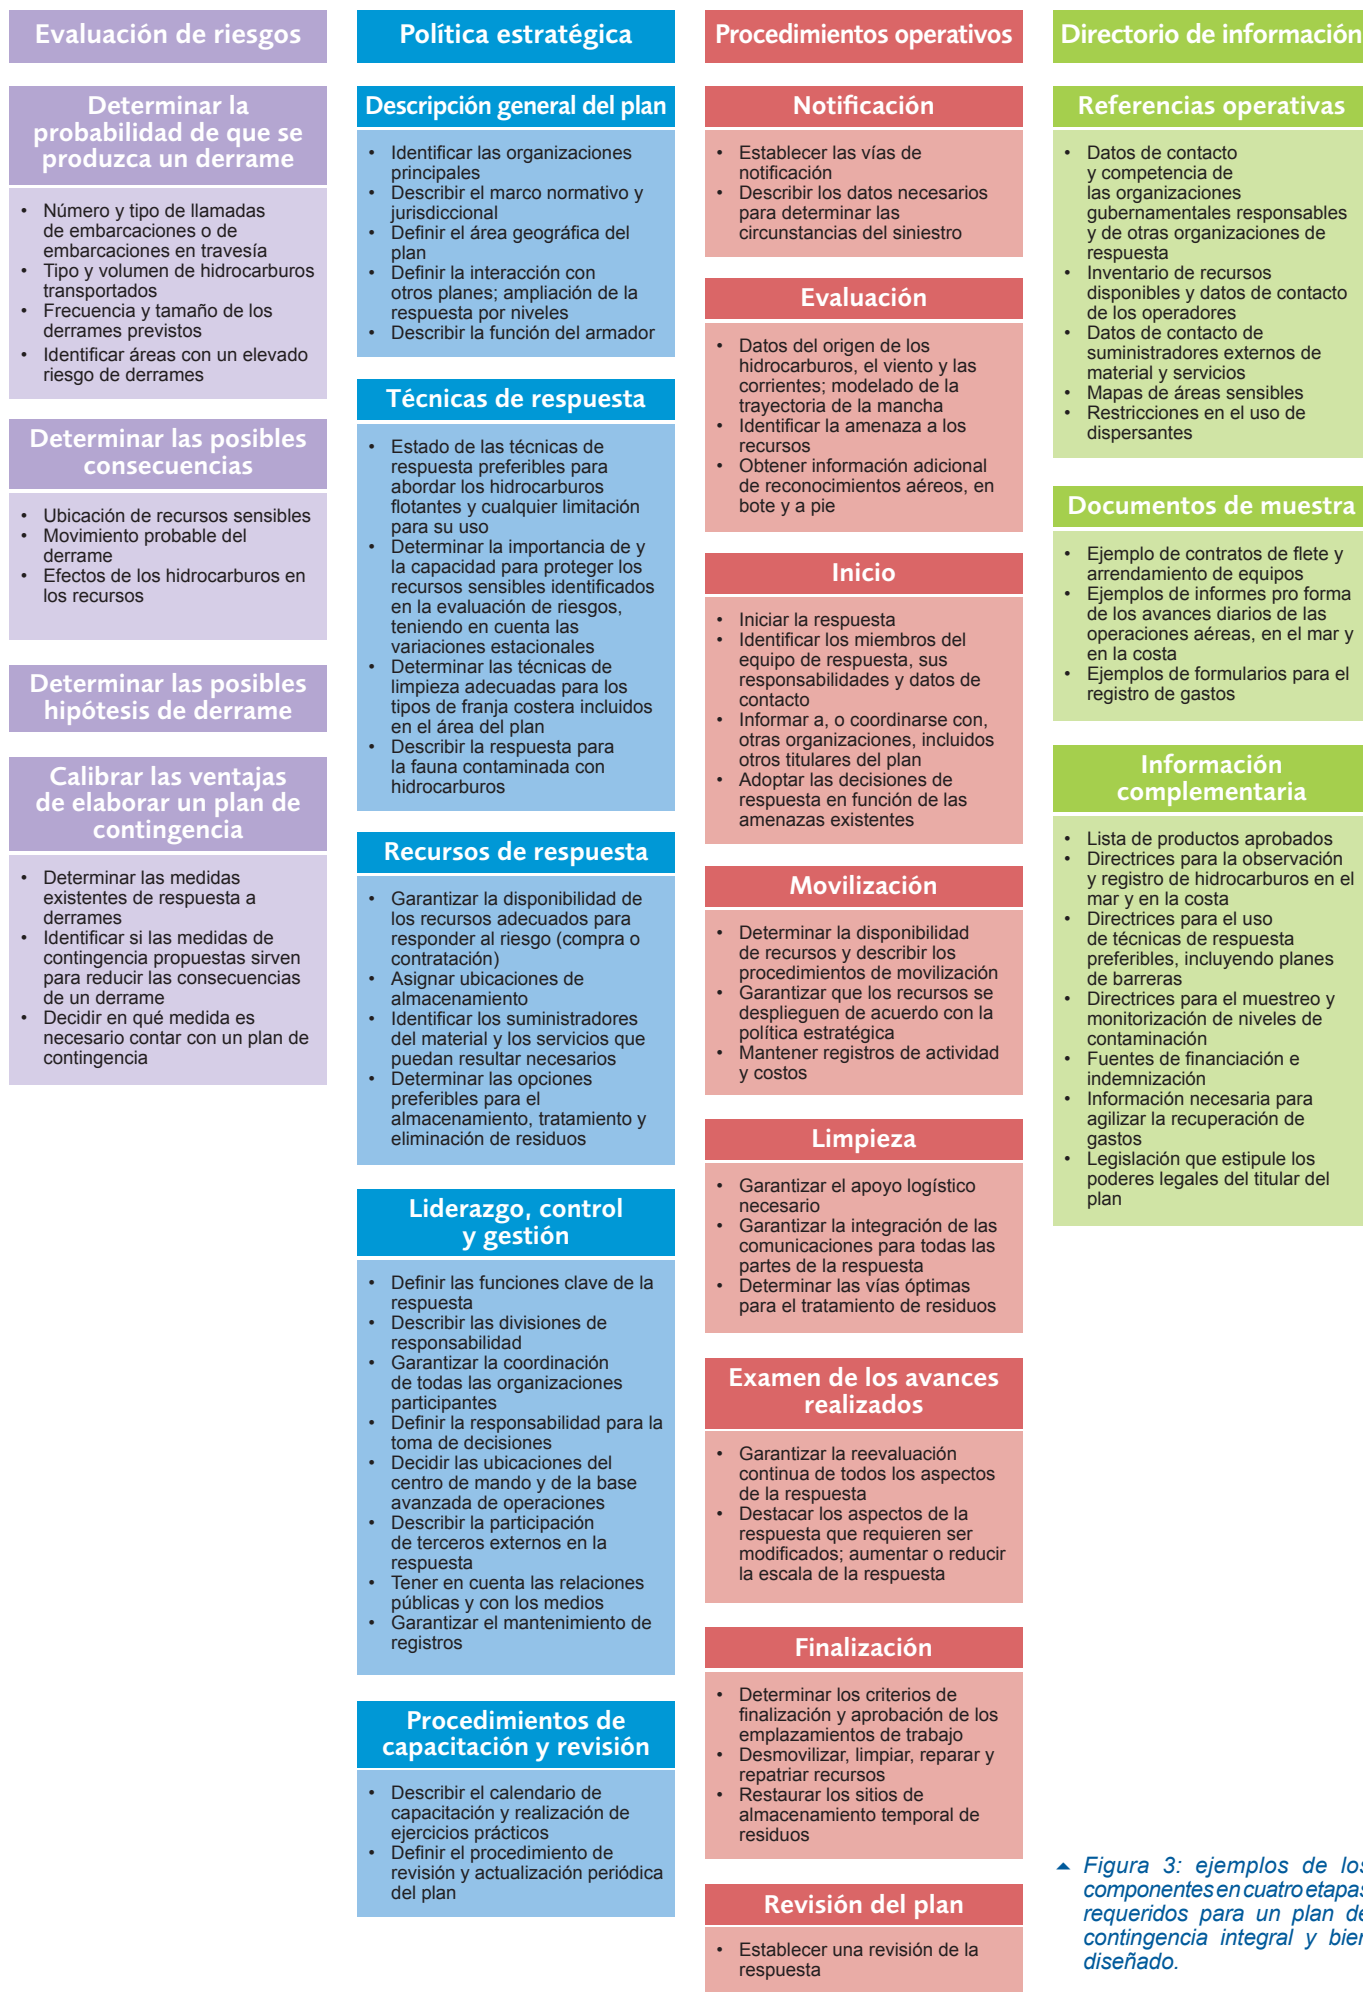 Evaluación de riesgos
Determinar la
probabilidad de que se
produzca un derrame
• Número y tipo de llamadas
de embarcaciones o de
embarcaciones en travesía
• Tipo y volumen de hidrocarburos
transportados
• Frecuencia y tamaño de los
derrames previstos
• Identificar áreas con un elevado
riesgo de derrames
Determinar las posibles
consecuencias
• Ubicación de recursos sensibles
• Movimiento probable del
derrame
• Efectos de los hidrocarburos en
los recursos
Determinar las posibles
hipótesis de derrame
Calibrar las ventajas
de elaborar un plan de
contingencia
• Determinar las medidas
existentes de respuesta a
derrames
• Identificar si las medidas de
contingencia propuestas sirven
para reducir las consecuencias
de un derrame
• Decidir en qué medida es
necesario contar con un plan de
contingencia
Política estratégica
Descripción general del plan
• Identificar las organizaciones
principales
• Describir el marco normativo y
jurisdiccional
• Definir el área geográfica del
plan
• Definir la interacción con
otros planes; ampliación de la
respuesta por niveles
• Describir la función del armador
Técnicas de respuesta
• Estado de las técnicas de
respuesta preferibles para
abordar los hidrocarburos
flotantes y cualquier limitación
para su uso
• Determinar la importancia de y
la capacidad para proteger los
recursos sensibles identificados
en la evaluación de riesgos,
teniendo en cuenta las
variaciones estacionales
• Determinar las técnicas de
limpieza adecuadas para los
tipos de franja costera incluidos
en el área del plan
• Describir la respuesta para
la fauna contaminada con
hidrocarburos
Recursos de respuesta
• Garantizar la disponibilidad de
los recursos adecuados para
responder al riesgo (compra o
contratación)
• Asignar ubicaciones de
almacenamiento
• Identificar los suministradores
del material y los servicios que
puedan resultar necesarios
• Determinar las opciones
preferibles para el
almacenamiento, tratamiento y
eliminación de residuos
Liderazgo, control
y gestión
• Definir las funciones clave de la
respuesta
• Describir las divisiones de
responsabilidad
• Garantizar la coordinación
de todas las organizaciones
participantes
• Definir la responsabilidad para la
toma de decisiones
• Decidir las ubicaciones del
centro de mando y de la base
avanzada de operaciones
• Describir la participación
de terceros externos en la
respuesta
• Tener en cuenta las relaciones
públicas y con los medios
• Garantizar el mantenimiento de
registros
Procedimientos de
capacitación y revisión
• Describir el calendario de
capacitación y realización de
ejercicios prácticos
• Definir el procedimiento de
revisión y actualización periódica
del plan
Procedimientos operativos
Notificación
• Establecer las vías de
notificación
• Describir los datos necesarios
para determinar las
circunstancias del siniestro
Evaluación
• Datos del origen de los
hidrocarburos, el viento y las
corrientes; modelado de la
trayectoria de la mancha
• Identificar la amenaza a los
recursos
• Obtener información adicional
de reconocimientos aéreos, en
bote y a pie
Inicio
• Iniciar la respuesta
• Identificar los miembros del
equipo de respuesta, sus
responsabilidades y datos de
contacto
• Informar a, o coordinarse con,
otras organizaciones, incluidos
otros titulares del plan
• Adoptar las decisiones de
respuesta en función de las
amenazas existentes
Movilización
• Determinar la disponibilidad
de recursos y describir los
procedimientos de movilización
• Garantizar que los recursos se
desplieguen de acuerdo con la
política estratégica
• Mantener registros de actividad
y costos
Limpieza
• Garantizar el apoyo logístico
necesario
• Garantizar la integración de las
comunicaciones para todas las
partes de la respuesta
• Determinar las vías óptimas
para el tratamiento de residuos
Examen de los avances
realizados
• Garantizar la reevaluación
continua de todos los aspectos
de la respuesta
• Destacar los aspectos de la
respuesta que requieren ser
modificados; aumentar o reducir
la escala de la respuesta
Finalización
• Determinar los criterios de
finalización y aprobación de los
emplazamientos de trabajo
• Desmovilizar, limpiar, reparar y
repatriar recursos
• Restaurar los sitios de
almacenamiento temporal de
residuos
Revisión del plan
• Establecer una revisión de la
respuesta
Directorio de información
Referencias operativas
• Datos de contacto
y competencia de
las organizaciones
gubernamentales responsables
y de otras organizaciones de
respuesta
• Inventario de recursos
disponibles y datos de contacto
de los operadores
• Datos de contacto de
suministradores externos de
material y servicios
• Mapas de áreas sensibles
• Restricciones en el uso de
dispersantes
Documentos de muestra
• Ejemplo de contratos de flete y
arrendamiento de equipos
• Ejemplos de informes pro forma
de los avances diarios de las
operaciones aéreas, en el mar y
en la costa
• Ejemplos de formularios para el
registro de gastos
Información
complementaria
• Lista de productos aprobados
• Directrices para la observación
y registro de hidrocarburos en el
mar y en la costa
• Directrices para el uso
de técnicas de respuesta
preferibles, incluyendo planes
de barreras
• Directrices para el muestreo y
monitorización de niveles de
contaminación
• Fuentes de financiación e
indemnización
• Información necesaria para
agilizar la recuperación de
gastos
• Legislación que estipule los
poderes legales del titular del
plan
Figura 3: ejemplos de los
componentes en cuatro etapas
requeridos para un plan de
contingencia integral y bien
diseñado.